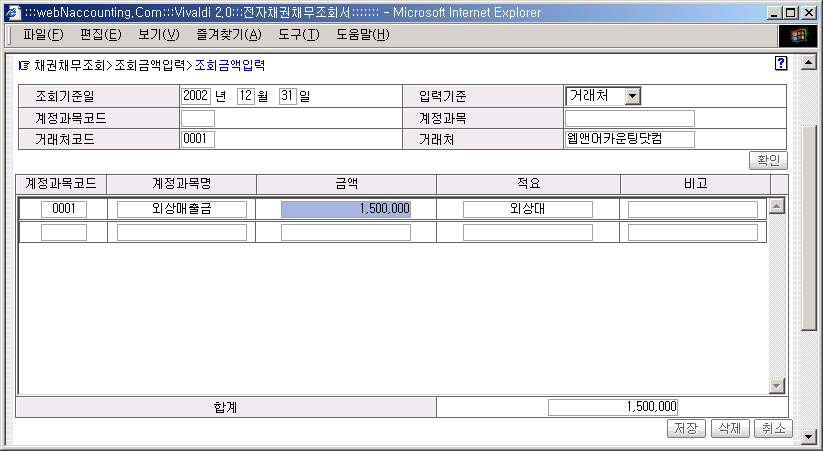 :::webNaccounting.Com:::Vivaldi 2.0:::전자채권채무조회서::::::: - Microsoft Internet Explorer
파일(F) 편집(E) 보기(V) 즐겨찾기(A) 도구(T) 도움말(H)
채권채무조회>조회금액입력>조회금액입력 ?
조회기준일 2002 년 12 월 31 일 입력기준 거래처
계정과목코드 계정과목
거래처코드 0001 거래처 웹앤어카운팅닷컴
확인
계정과목코드 계정과목명 금액 적요 비고
0001 외상매출금 1,500,000 외상대
합계 1,500,000
저장 삭제 취소